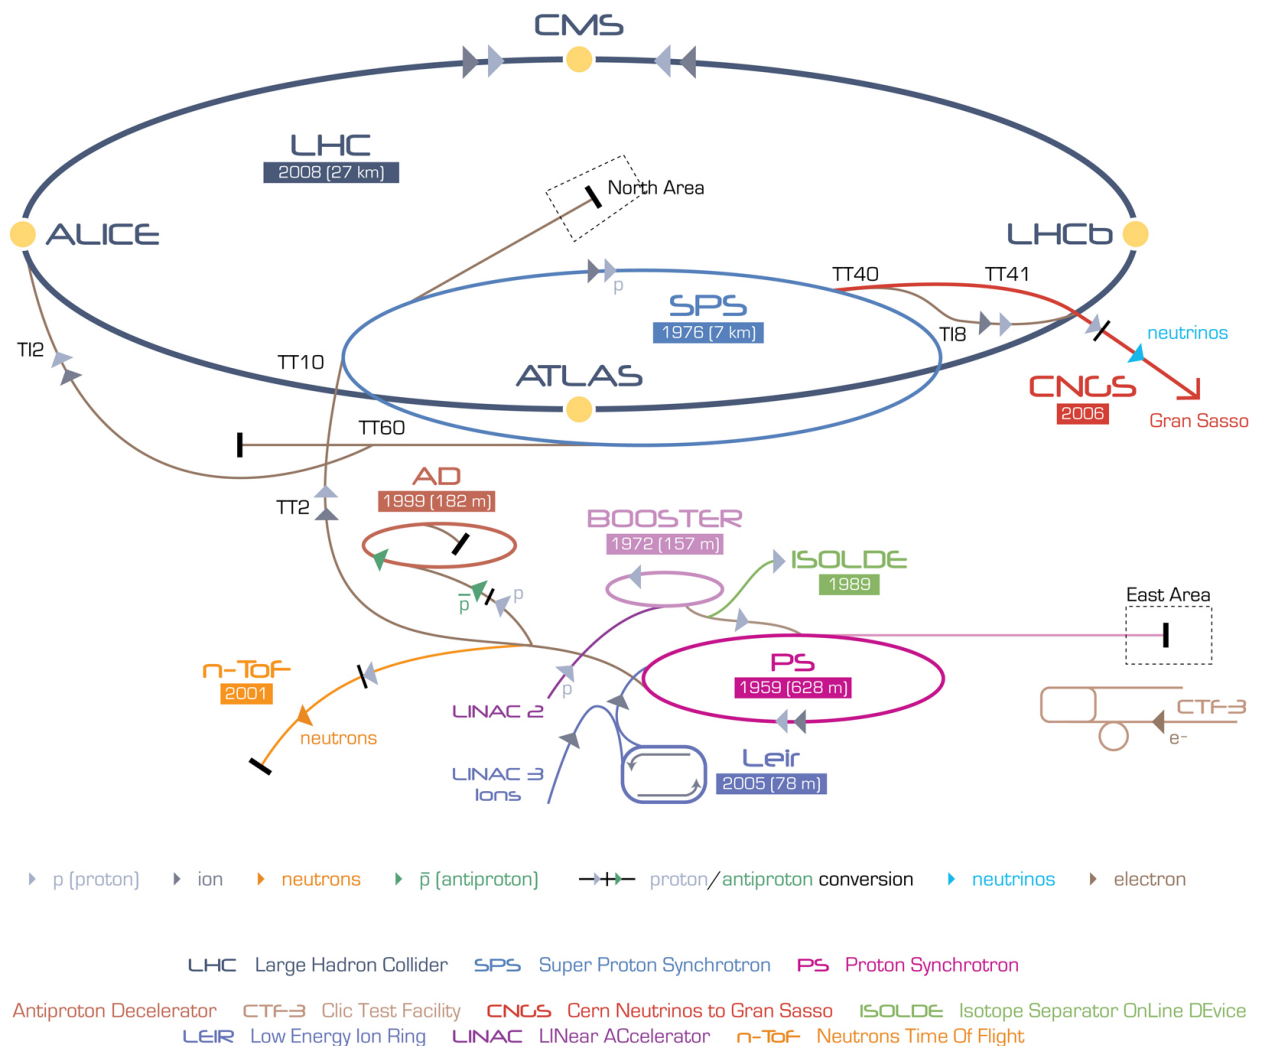 CMS
LHC
2008 (27 km)
North Area
ALICE
LHCb
TT40
TT41
p
SPS
1976 (7 km)
TI8
neutrinos
TI2
TT10
ATLAS
CNGS
2006
Gran Sasso
TT60
AD
1999 (182 m)
TT2
BOOSTER
1972 (157 m)
ISOLDE
1989
p̅
p
East Area
n-ToF
2001
PS
1959 (628 m)
p
LINAC 2
CTF-3
e-
neutrons
LINAC 3
Ions
Leir
2005 (78 m)
p (proton) ion neutrons p̅ (antiproton) proton/antiproton conversion neutrinos electron
LHC Large Hadron Collider SPS Super Proton Synchrotron PS Proton Synchrotron
Antiproton Decelerator CTF-3 Clic Test Facility CNGS Cern Neutrinos to Gran Sasso ISOLDE Isotope Separator OnLine DEvice
LEIR Low Energy Ion Ring LINAC LINear ACcelerator n-ToF Neutrons Time Of Flight